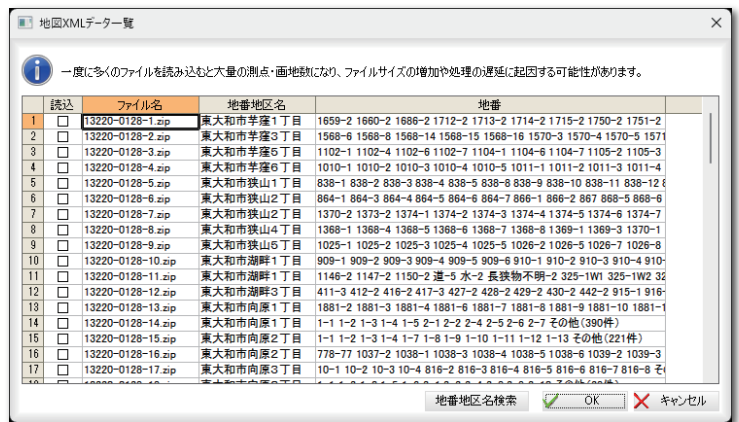 地図XMLデータ一覧
一度に多くのファイルを読み込むと大量の測点・画地数になり、ファイルサイズの増加や処理の遅延に起因する可能性があります。
読込 ファイル名 地番地区名 地番
1 13220-0128-1.zip 東大和市芋窪1丁目 1659-2 1660-2 1686-2 1712-2 1713-2 1714-2 1715-2 1750-2 1751-2
2 13220-0128-2.zip 東大和市芋窪3丁目 1568-6 1568-8 1568-14 1568-15 1568-16 1570-3 1570-4 1570-5 1571
3 13220-0128-3.zip 東大和市芋窪5丁目 1102-1 1102-4 1102-6 1102-7 1104-1 1104-6 1104-7 1105-2 1105-3
4 13220-0128-4.zip 東大和市芋窪6丁目 1010-1 1010-2 1010-3 1010-4 1010-5 1011-1 1011-2 1011-3 1011-4
5 13220-0128-5.zip 東大和市狭山1丁目 838-1 838-2 838-3 838-4 838-5 838-8 838-9 838-10 838-11 838-12 8
6 13220-0128-6.zip 東大和市狭山2丁目 864-1 864-3 864-4 864-5 864-6 864-7 866-1 866-2 867 868-5 868-6
7 13220-0128-7.zip 東大和市狭山2丁目 1370-2 1373-2 1374-1 1374-2 1374-3 1374-4 1374-5 1374-6 1374-7
8 13220-0128-8.zip 東大和市狭山4丁目 1368-1 1368-4 1368-5 1368-6 1368-7 1368-8 1369-1 1369-3 1370-1
9 13220-0128-9.zip 東大和市狭山5丁目 1025-1 1025-2 1025-3 1025-4 1025-5 1026-2 1026-5 1026-7 1026-8
10 13220-0128-10.zip 東大和市湖畔1丁目 909-1 909-2 909-3 909-4 909-5 909-6 910-1 910-2 910-3 910-4 910-
11 13220-0128-11.zip 東大和市湖畔1丁目 1146-2 1147-2 1150-2 道-5 水-2 長狭物不明-2 325-1W1 325-1W2 32
12 13220-0128-12.zip 東大和市湖畔3丁目 411-3 412-2 416-2 417-3 427-2 428-2 429-2 430-2 442-2 915-1 916-
13 13220-0128-13.zip 東大和市向原1丁目 1881-2 1881-3 1881-4 1881-6 1881-7 1881-8 1881-9 1881-10 1881-1
14 13220-0128-14.zip 東大和市向原1丁目 1-1 1-2 1-3 1-4 1-5 2-1 2-2 2-4 2-5 2-6 2-7 その他(390件)
15 13220-0128-15.zip 東大和市向原2丁目 1-1 1-2 1-3 1-4 1-7 1-8 1-9 1-10 1-11 1-12 1-13 その他(221件)
16 13220-0128-16.zip 東大和市向原2丁目 778-77 1037-2 1038-1 1038-3 1038-4 1038-5 1038-6 1039-2 1039-3
17 13220-0128-17.zip 東大和市向原3丁目 10-1 10-2 10-3 10-4 816-2 816-3 816-4 816-5 816-6 816-7 816-8 そ
地番地区名検索 OK キャンセル